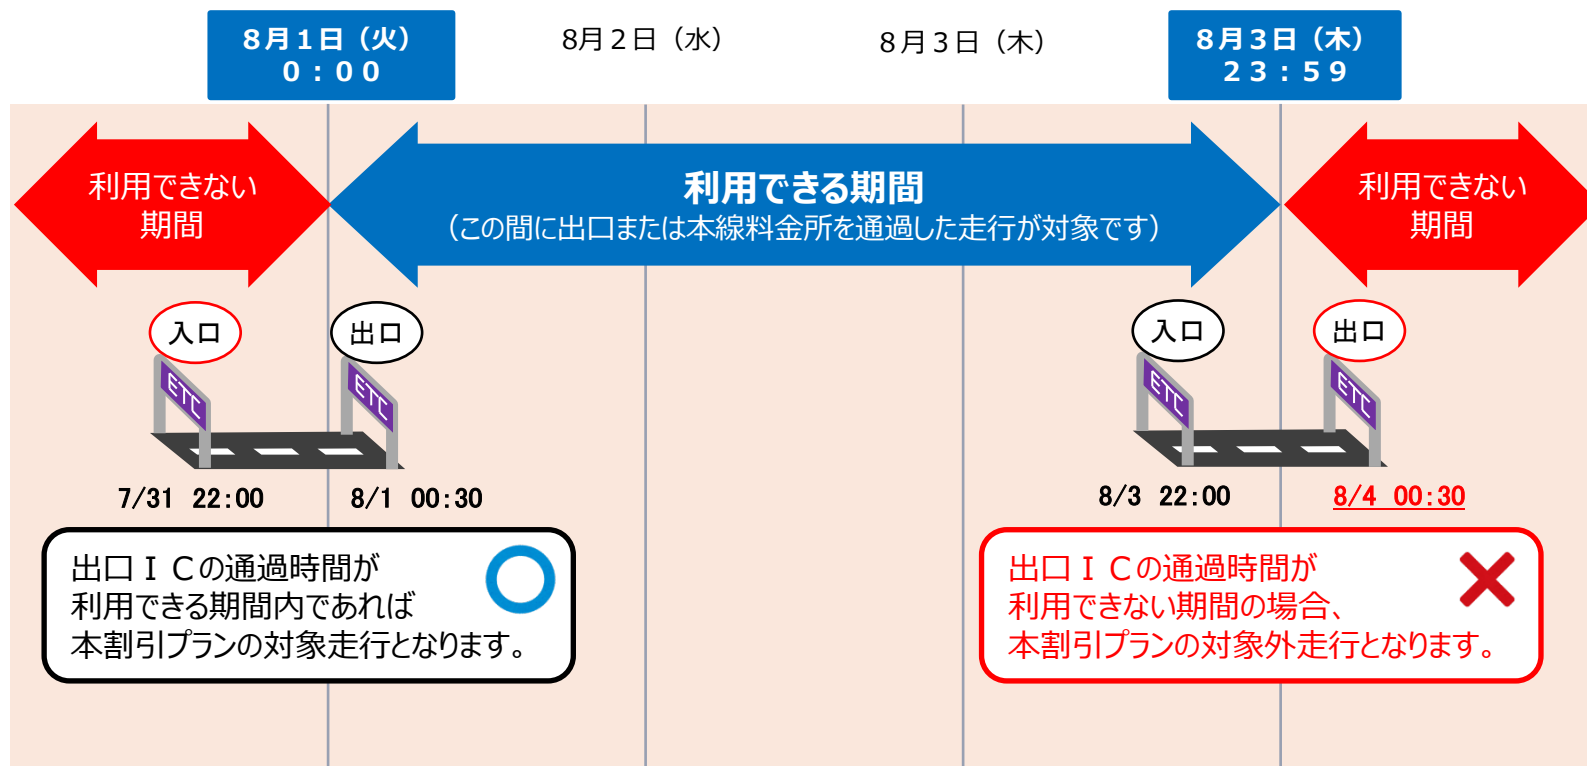 ８月１日（火）
０：００
8月２日（水）
８月３日（木）
８月３日（木）
２３：５９
利用できない
期間
利用できる期間
（この間に出口または本線料金所を通過した走行が対象です）
利用できない
期間
入口
出口
入口
出口
ETC
ETC
ETC
ETC
7/31 22:00
8/1 00:30
8/3 22:00
8/4 00:30
出口ＩＣの通過時間が
利用できる期間内であれば
本割引プランの対象走行となります。
出口ＩＣの通過時間が
利用できない期間の場合、
本割引プランの対象外走行となります。